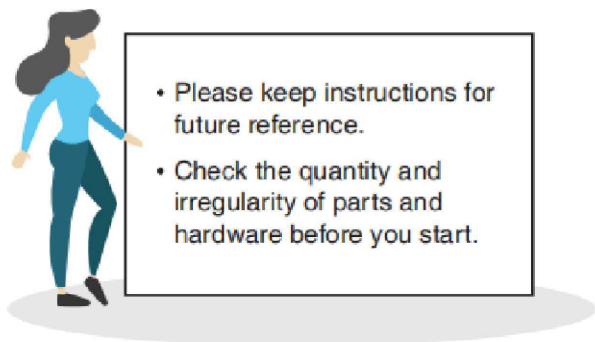 • Please keep instructions for
future reference.
• Check the quantity and
irregularity of parts and
hardware before you start.